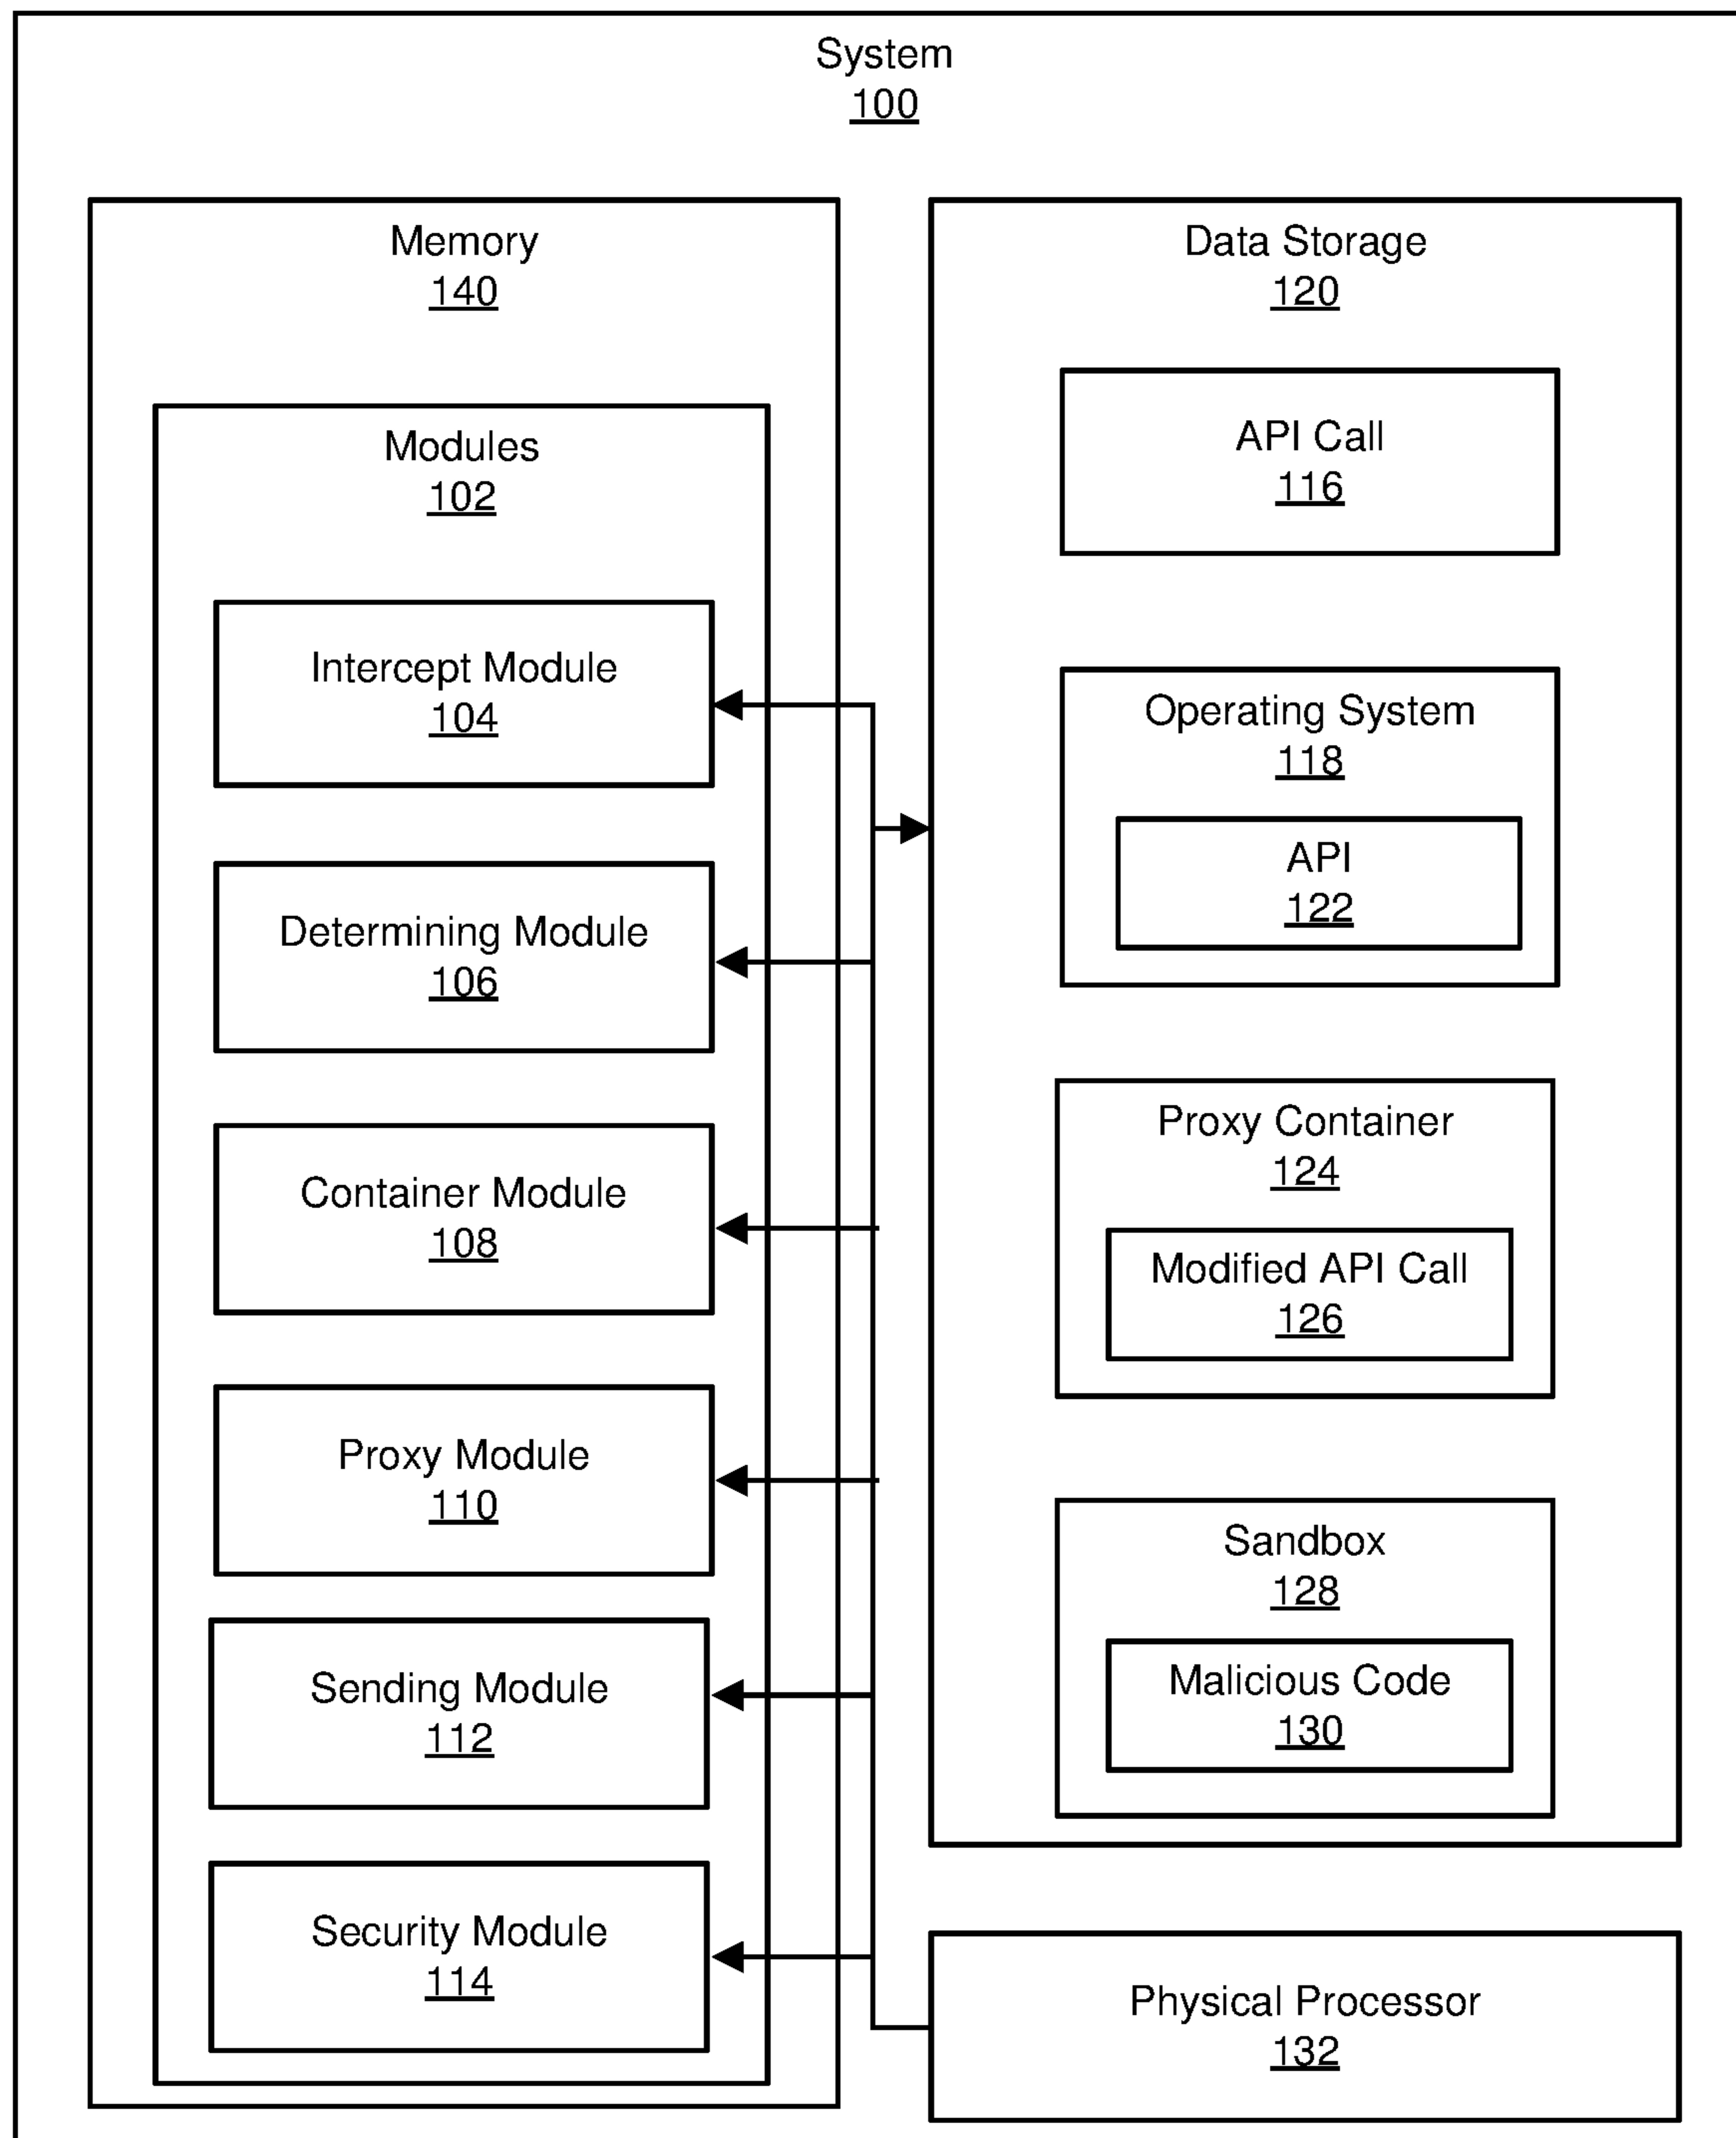 System
100
Memory
140
Modules
102
Intercept Module
104
Determining Module
106
Container Module
108
Proxy Module
110
Sending Module
112
Security Module
114
Data Storage
120
API Call
116
Operating System
118
API
122
Proxy Container
124
Modified API Call
126
Sandbox
128
Malicious Code
130
Physical Processor
132